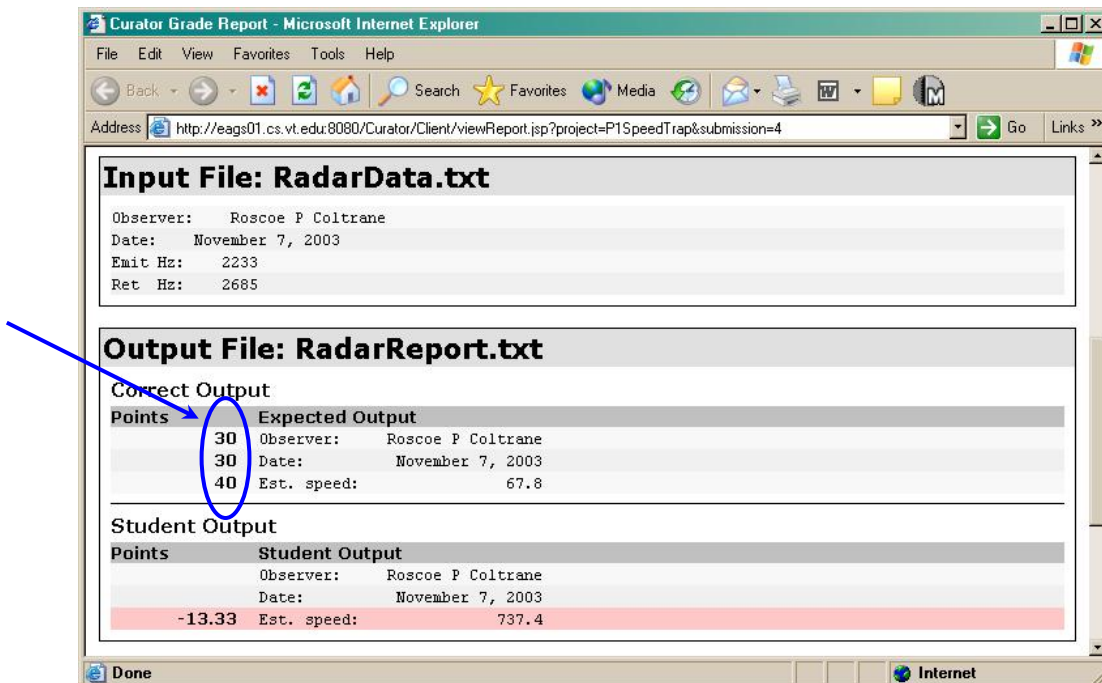 Curator Grade Report - Microsoft Internet Explorer
File Edit View Favorites Tools Help
Back Search Favorites Media
Address http://eags01.cs.vt.edu:8080/Curator/Client/viewReport.jsp?project=P1SpeedTrap&submission=4 Go Links »
Input File: RadarData.txt
Observer: Roscoe P Coltrane
Date: November 7, 2003
Emit Hz: 2233
Ret Hz: 2685
Output File: RadarReport.txt
Correct Output
Points Expected Output
30 Observer: Roscoe P Coltrane
30 Date: November 7, 2003
40 Est. speed: 67.8
Student Output
Points Student Output
Observer: Roscoe P Coltrane
Date: November 7, 2003
-13.33 Est. speed: 737.4
Done Internet